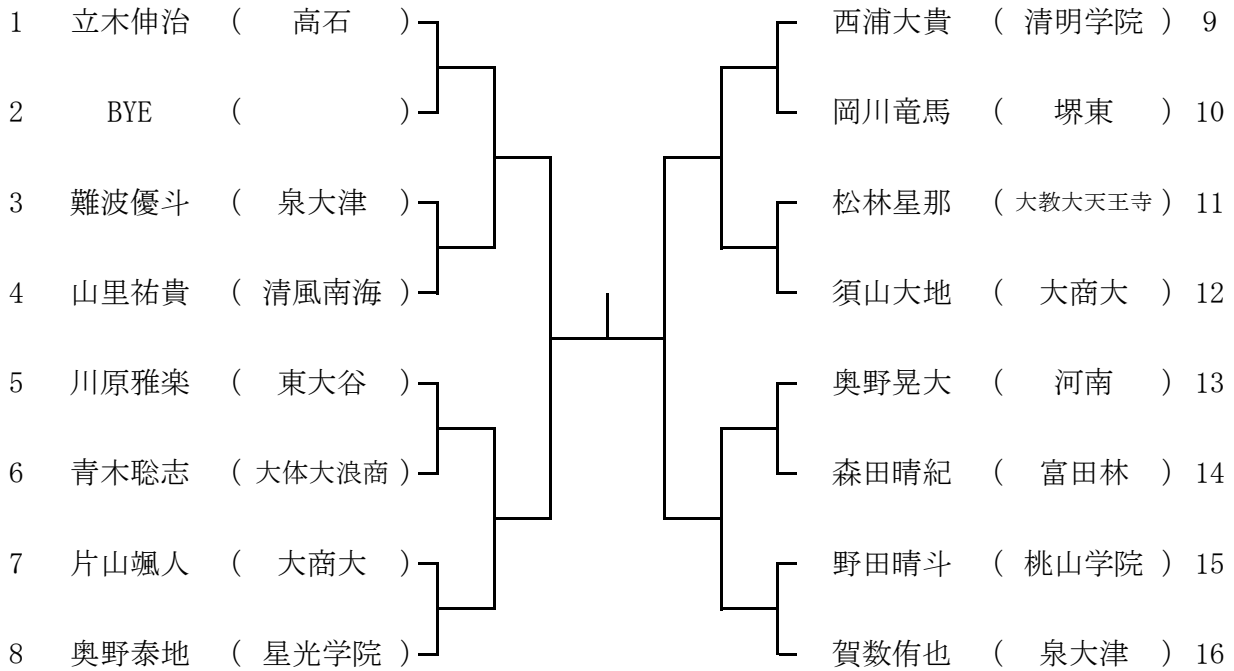 1 立木伸治 ( 高石 ) 西浦大貴 ( 清明学院 ) 9
2 BYE ( ) 岡川竜馬 ( 堺東 ) 10
3 難波優斗 ( 泉大津 ) 松林星那 ( 大教大天王寺 ) 11
4 山里祐貴 ( 清風南海 ) 須山大地 ( 大商大 ) 12
5 川原雅楽 ( 東大谷 ) 奥野晃大 ( 河南 ) 13
6 青木聡志 ( 大体大浪商 ) 森田晴紀 ( 富田林 ) 14
7 片山颯人 ( 大商大 ) 野田晴斗 ( 桃山学院 ) 15
8 奥野泰地 ( 星光学院 ) 賀数侑也 ( 泉大津 ) 16